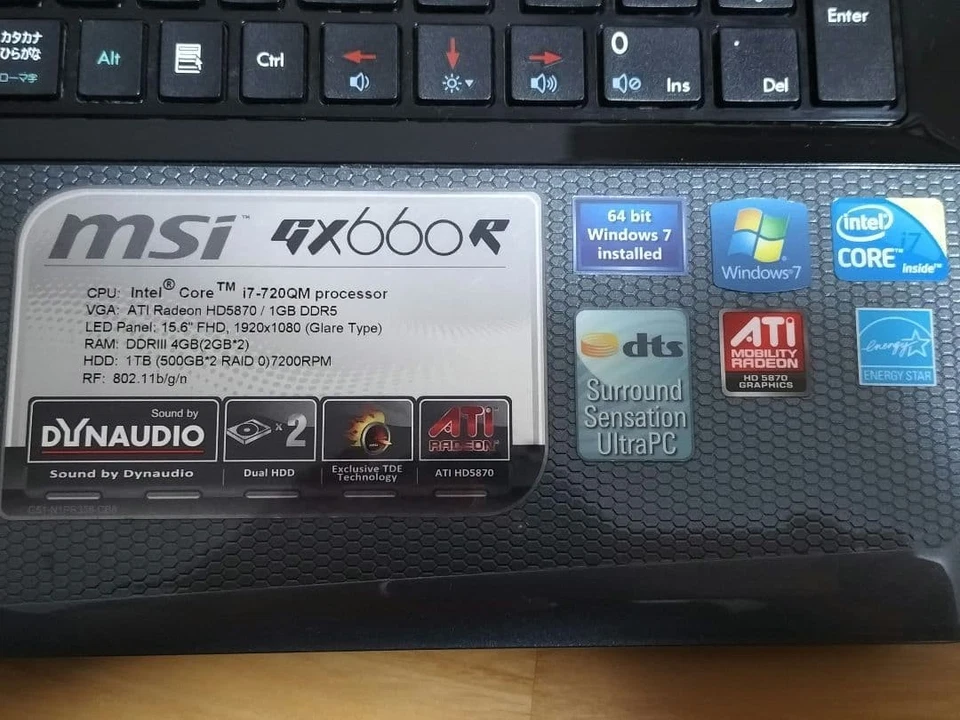 カタカナ
ひらがな
ローマ字
Alt
Ctrl
0
Ins
Del
Enter
msi™
GX660R
CPU: Intel® Core™ i7-720QM processor
VGA: ATI Radeon HD5870 / 1GB DDR5
LED Panel: 15.6" FHD, 1920x1080 (Glare Type)
RAM: DDRIII 4GB(2GB*2)
HDD: 1TB (500GB*2 RAID 0)7200RPM
RF: 802.11b/g/n
Sound by
DYNAUDIO
Sound by Dynaudio
x2
Dual HDD
Exclusive TDE
Technology
ATI
RADEON
ATI HD5870
64 bit
Windows 7
installed
Windows®7
intel®
CORE™ i7
inside™
dts
Surround
Sensation
UltraPC
ATI
MOBILITY
RADEON
HD 5870
GRAPHICS
energy
ENERGY STAR